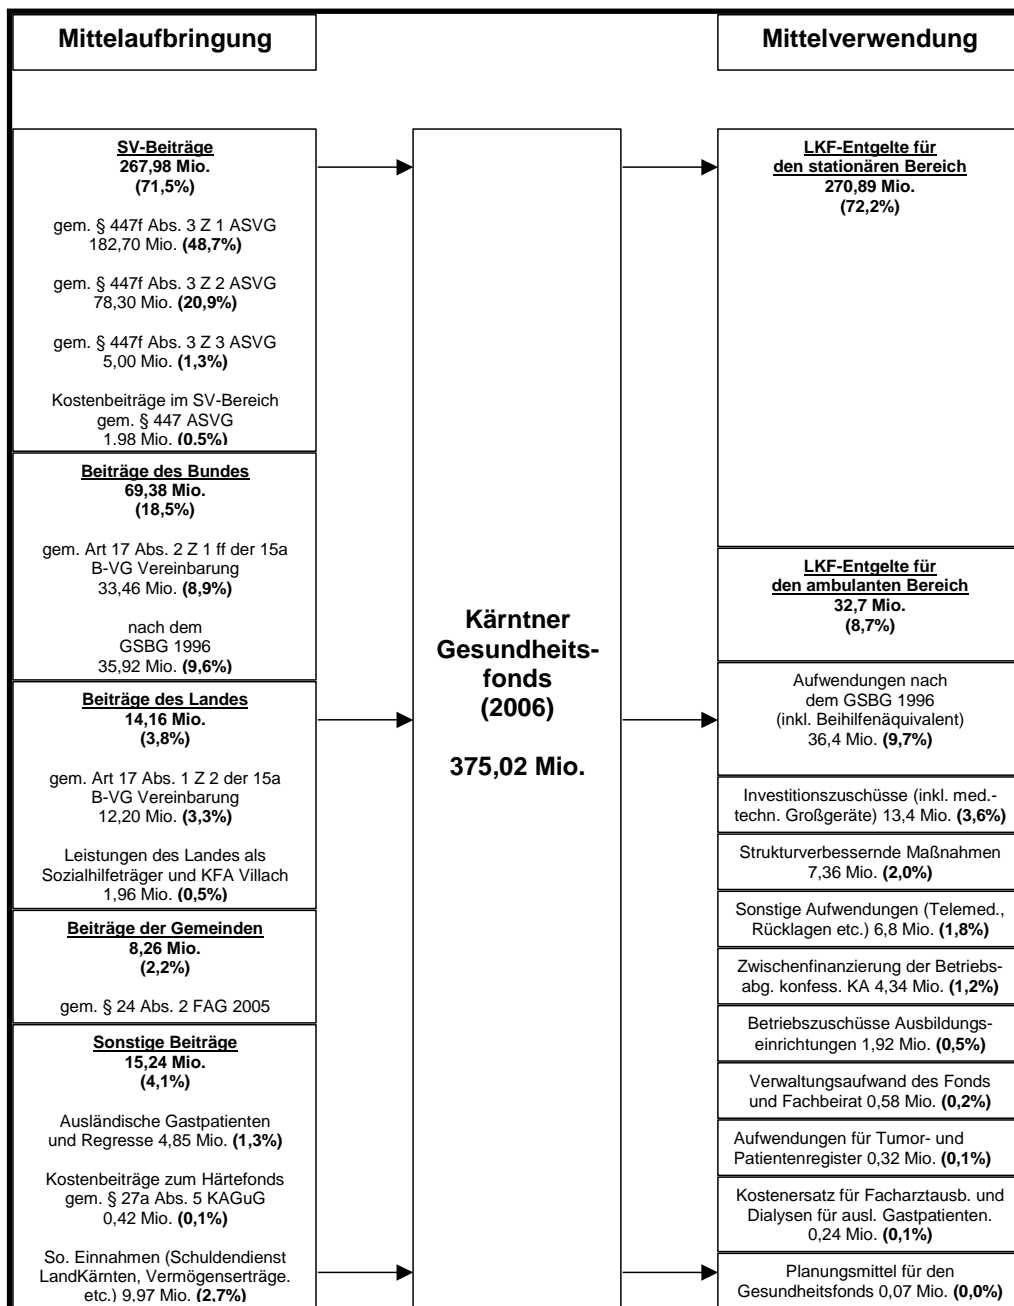 Mittelaufbringung
SV-Beiträge
267,98 Mio.
(71,5%)
gem. § 447f Abs. 3 Z 1 ASVG
182,70 Mio. (48,7%)
gem. § 447f Abs. 3 Z 2 ASVG
78,30 Mio. (20,9%)
gem. § 447f Abs. 3 Z 3 ASVG
5,00 Mio. (1,3%)
Kostenbeiträge im SV-Bereich
gem. § 447 ASVG
1.98 Mio. (0.5%)
Beiträge des Bundes
69,38 Mio.
(18,5%)
gem. Art 17 Abs. 2 Z 1 ff der 15a
B-VG Vereinbarung
33,46 Mio. (8,9%)
nach dem
GSBG 1996
35,92 Mio. (9,6%)
Beiträge des Landes
14,16 Mio.
(3,8%)
gem. Art 17 Abs. 1 Z 2 der 15a
B-VG Vereinbarung
12,20 Mio. (3,3%)
Leistungen des Landes als
Sozialhilfeträger und KFA Villach
1,96 Mio. (0,5%)
Beiträge der Gemeinden
8,26 Mio.
(2,2%)
gem. § 24 Abs. 2 FAG 2005
Sonstige Beiträge
15,24 Mio.
(4,1%)
Ausländische Gastpatienten
und Regresse 4,85 Mio. (1,3%)
Kostenbeiträge zum Härtefonds
gem. § 27a Abs. 5 KAGuG
0,42 Mio. (0,1%)
So. Einnahmen (Schuldendienst
LandKärnten, Vermögenserträge.
etc.) 9,97 Mio. (2,7%)
Kärntner
Gesundheits-
fonds
(2006)
375,02 Mio.
Mittelverwendung
LKF-Entgelte für
den stationären Bereich
270,89 Mio.
(72,2%)
LKF-Entgelte für
den ambulanten Bereich
32,7 Mio.
(8,7%)
Aufwendungen nach
dem GSBG 1996
(inkl. Beihilfenäquivalent)
36,4 Mio. (9,7%)
Investitionszuschüsse (inkl. med.-
techn. Großgeräte) 13,4 Mio. (3,6%)
Strukturverbessernde Maßnahmen
7,36 Mio. (2,0%)
Sonstige Aufwendungen (Telemed.,
Rücklagen etc.) 6,8 Mio. (1,8%)
Zwischenfinanzierung der Betriebs-
abg. konfess. KA 4,34 Mio. (1,2%)
Betriebszuschüsse Ausbildungs-
einrichtungen 1,92 Mio. (0,5%)
Verwaltungsaufwand des Fonds
und Fachbeirat 0,58 Mio. (0,2%)
Aufwendungen für Tumor- und
Patientenregister 0,32 Mio. (0,1%)
Kostenersatz für Facharztausb. und
Dialysen für ausl. Gastpatienten.
0,24 Mio. (0,1%)
Planungsmittel für den
Gesundheitsfonds 0,07 Mio. (0,0%)